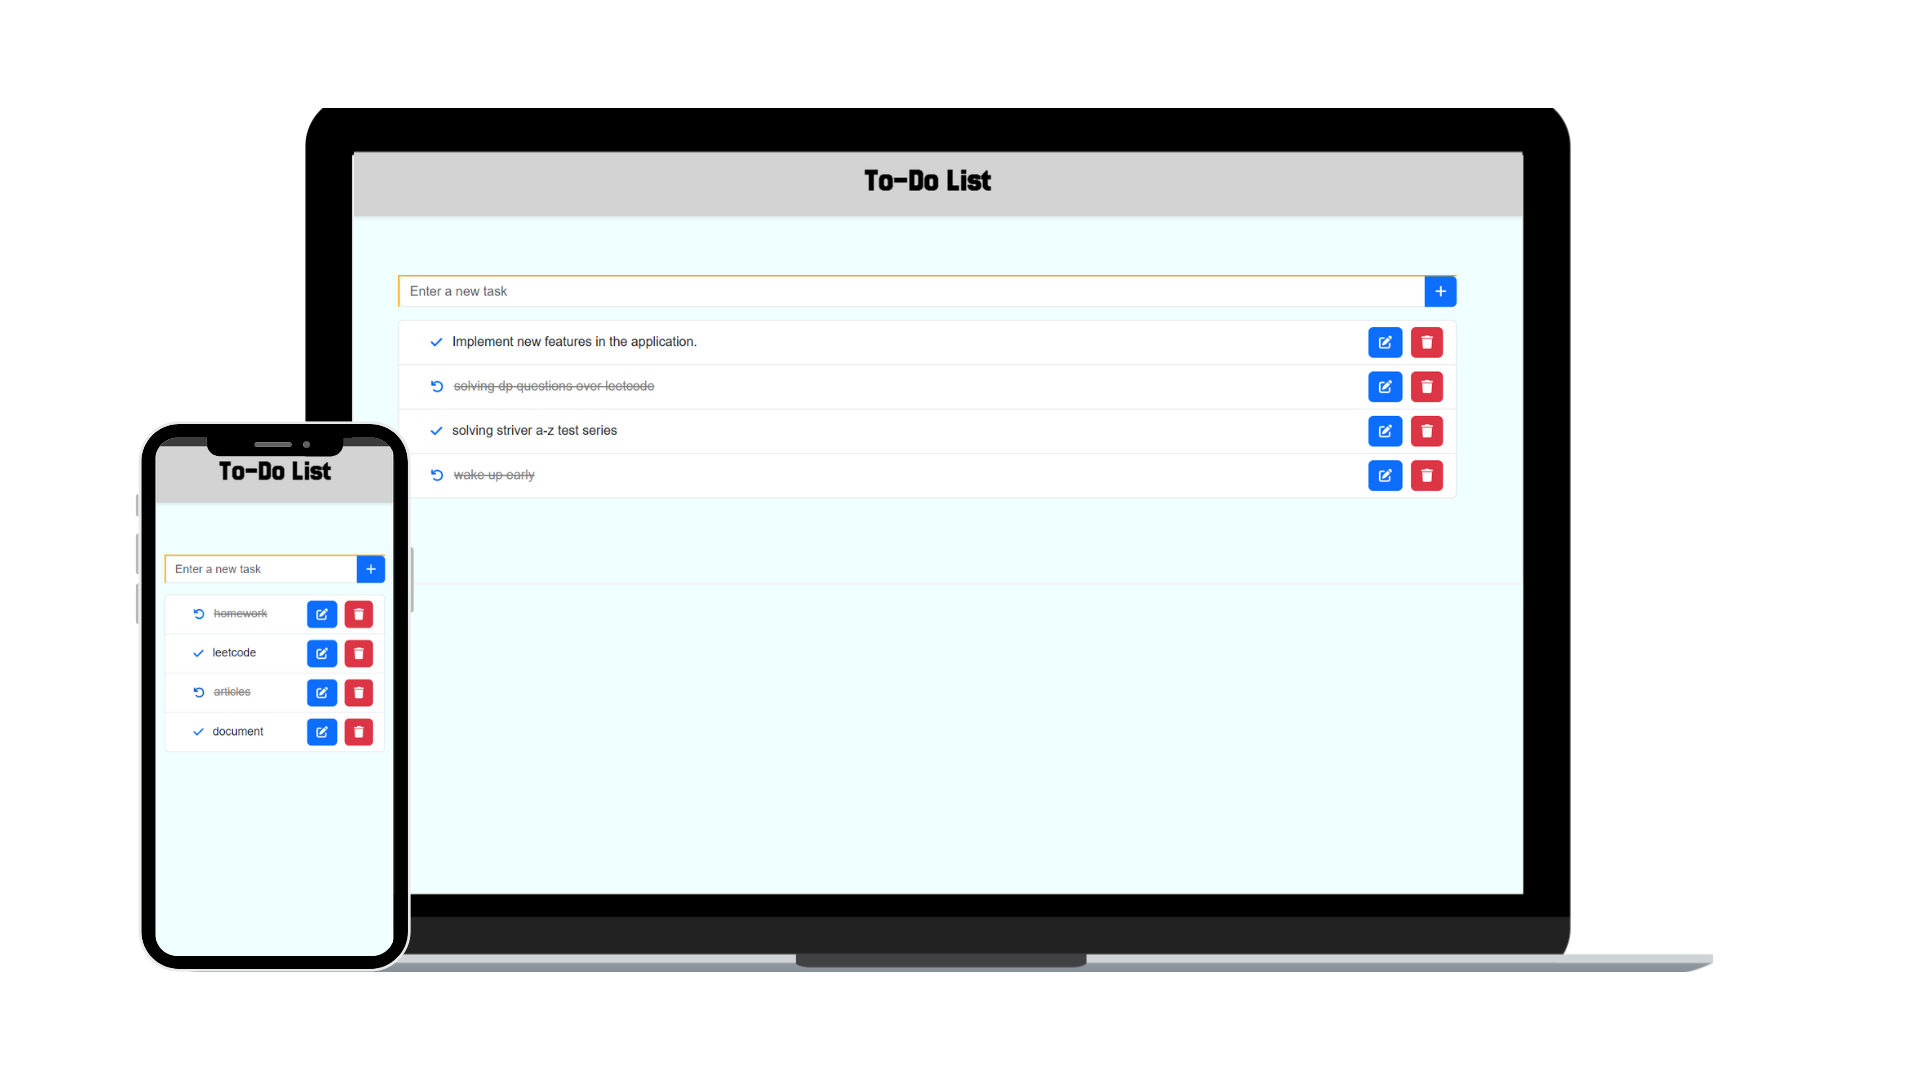 To-Do List
Enter a new task
Implement new features in the application.
solving dp questions over leetcode
solving striver a-z test series
wake up early
To-Do List
Enter a new task
homework
leetcode
articles
document